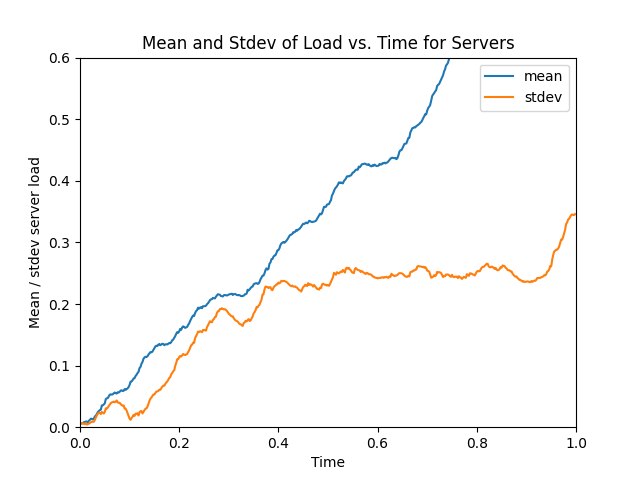 Mean and Stdev of Load vs. Time for Servers
mean
stdev
Mean / stdev server load
0.6
0.5
0.4
0.3
0.2
0.1
0.0
0.0 0.2 0.4 0.6 0.8 1.0
Time